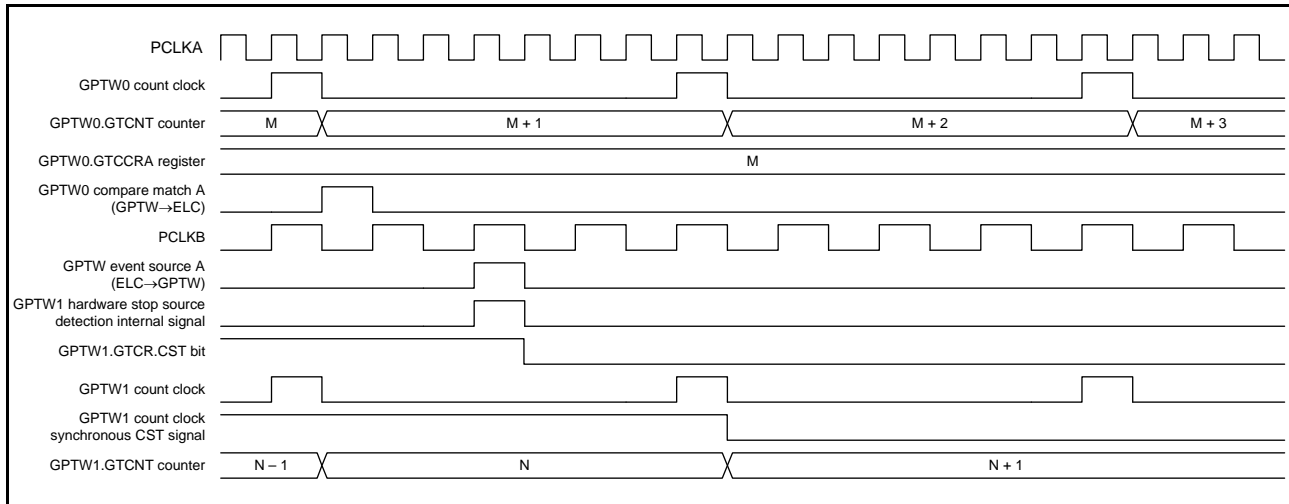 PCLKA
GPTW0 count clock
GPTW0.GTCNT counter
M
M + 1
M + 2
M + 3
GPTW0.GTCCRA register
M
GPTW0 compare match A
(GPTW→ELC)
PCLKB
GPTW event source A
(ELC→GPTW)
GPTW1 hardware stop source
detection internal signal
GPTW1.GTCR.CST bit
GPTW1 count clock
GPTW1 count clock
synchronous CST signal
GPTW1.GTCNT counter
N – 1
N
N + 1